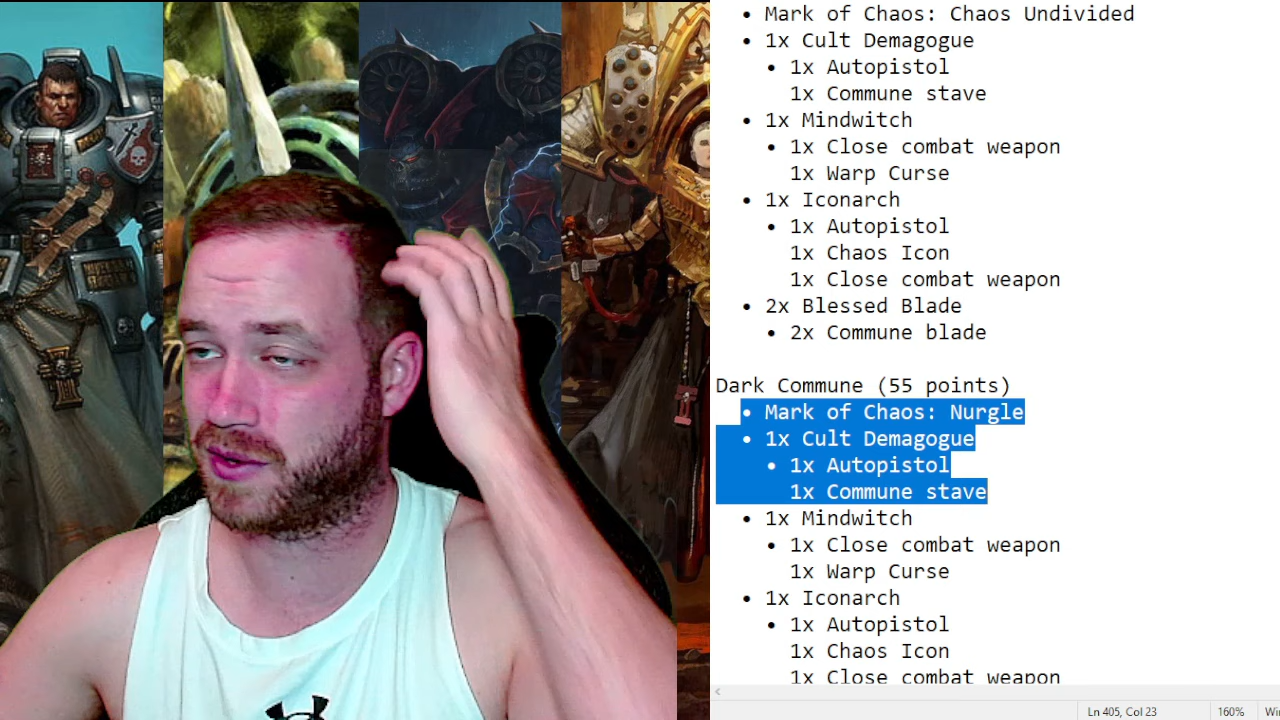 • Mark of Chaos: Chaos Undivided
• 1x Cult Demagogue
• 1x Autopistol
1x Commune stave
• 1x Mindwitch
• 1x Close combat weapon
1x Warp Curse
• 1x Iconarch
• 1x Autopistol
1x Chaos Icon
1x Close combat weapon
• 2x Blessed Blade
• 2x Commune blade
Dark Commune (55 points)
• Mark of Chaos: Nurgle
• 1x Cult Demagogue
• 1x Autopistol
1x Commune stave
• 1x Mindwitch
• 1x Close combat weapon
1x Warp Curse
• 1x Iconarch
• 1x Autopistol
1x Chaos Icon
1x Close combat weapon
Ln 405, Col 23
160%